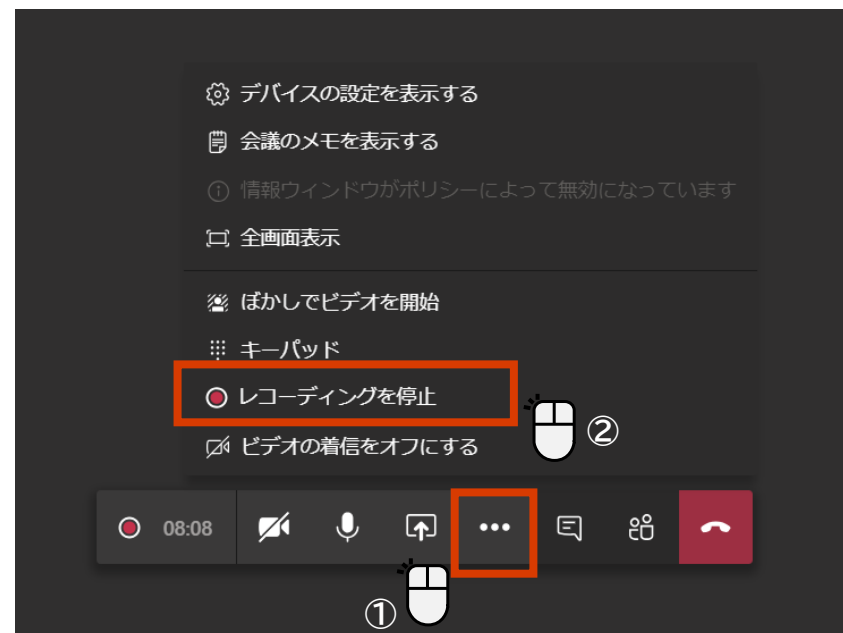 デバイスの設定を表示する
会議のメモを表示する
情報ウィンドウがポリシーによって無効になっています
全画面表示
ぼかしでビデオを開始
キーパッド
レコーディングを停止
②
ビデオの着信をオフにする
08:08
①